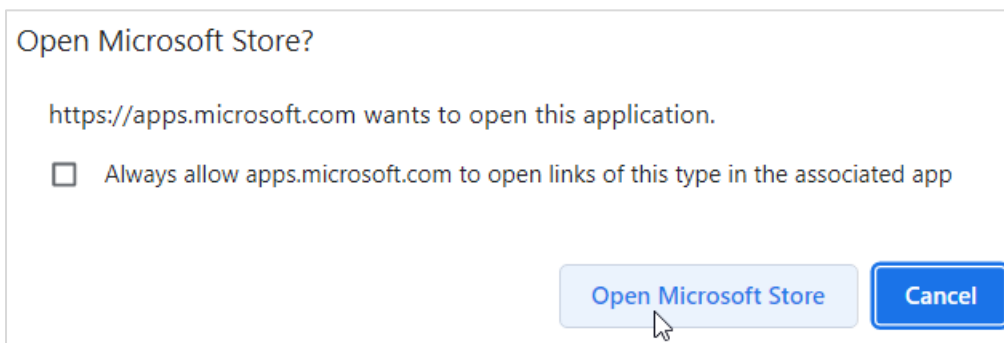 Open Microsoft Store?
https://apps.microsoft.com wants to open this application.
Always allow apps.microsoft.com to open links of this type in the associated app
Open Microsoft Store
Cancel